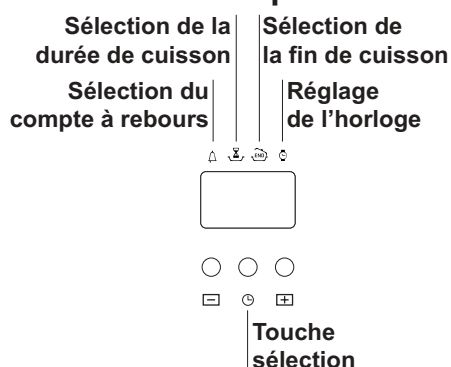 Sélection de la
durée de cuisson
Sélection de
la fin de cuisson
Sélection du
compte à rebours
Réglage
de l’horloge
END
Touche
sélection